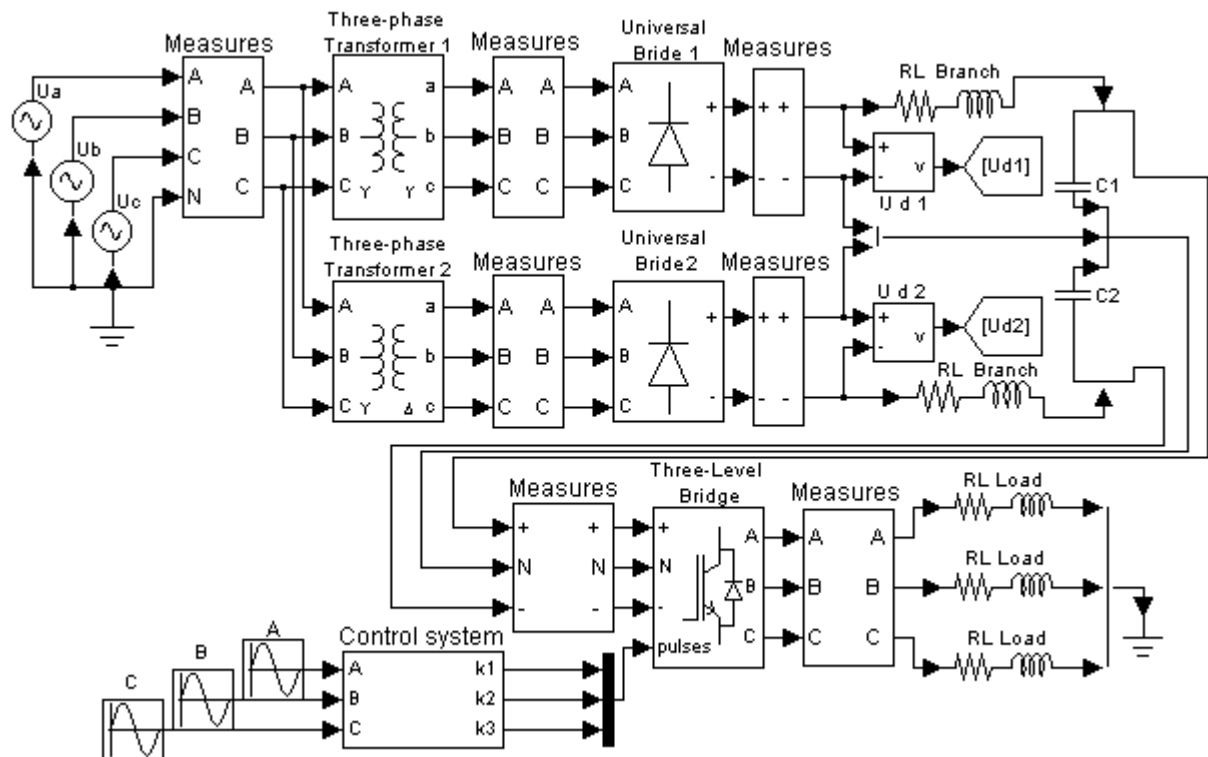 Measures
Ua
Ub
Uc
A
B
C
N
A
B
C
Three-phase
Transformer 1
A
B
C
Y
a
b
Y c
Measures
A A
B B
C C
Universal
Bride 1
A
B
C
+
-
Measures
+ +
- -
RL Branch
+
-
v
U d 1
[Ud1]
C1
Three-phase
Transformer 2
A
B
C
Y
a
b
Δ c
Measures
A A
B B
C C
Universal
Bride2
A
B
C
+
-
Measures
+ +
- -
U d 2
+
-
v
[Ud2]
RL Branch
C2
Measures
+ +
N N
- -
Three-Level
Bridge
+
N
-
pulses
A
B
C
Measures
A A
B B
C C
RL Load
RL Load
RL Load
Control system
A
B
C
A
B
C
k1
k2
k3